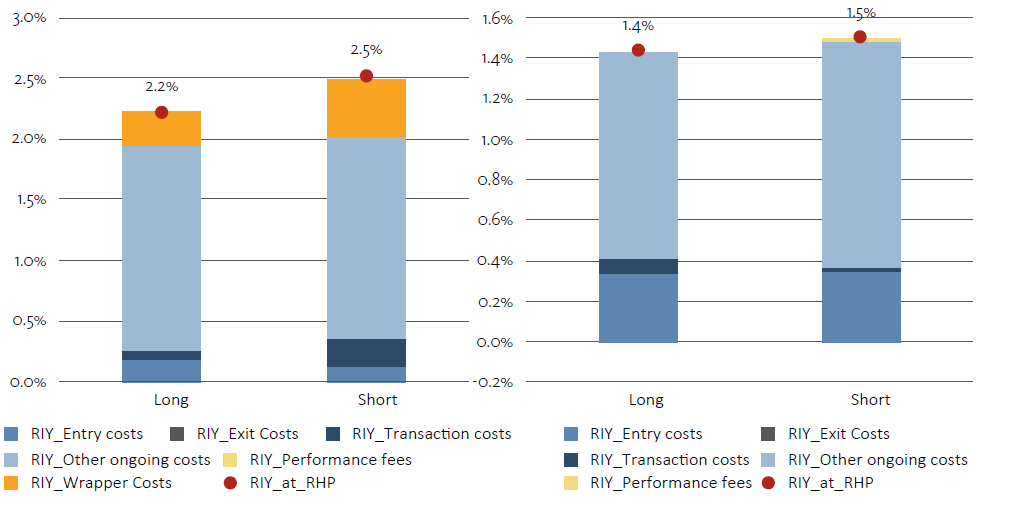 3.0%
2.5%
2.0%
1.5%
1.0%
0.5%
0.0%
2.2%
2.5%
Long
Short
RIY_Entry costs
RIY_Exit Costs
RIY_Transaction costs
RIY_Other ongoing costs
RIY_Performance fees
RIY_Wrapper Costs
RIY_at_RHP
1.6%
1.4%
1.2%
1.0%
0.8%
0.6%
0.4%
0.2%
0.0%
-0.2%
1.4%
1.5%
Long
Short
RIY_Entry costs
RIY_Exit Costs
RIY_Transaction costs
RIY_Other ongoing costs
RIY_Performance fees
RIY_at_RHP